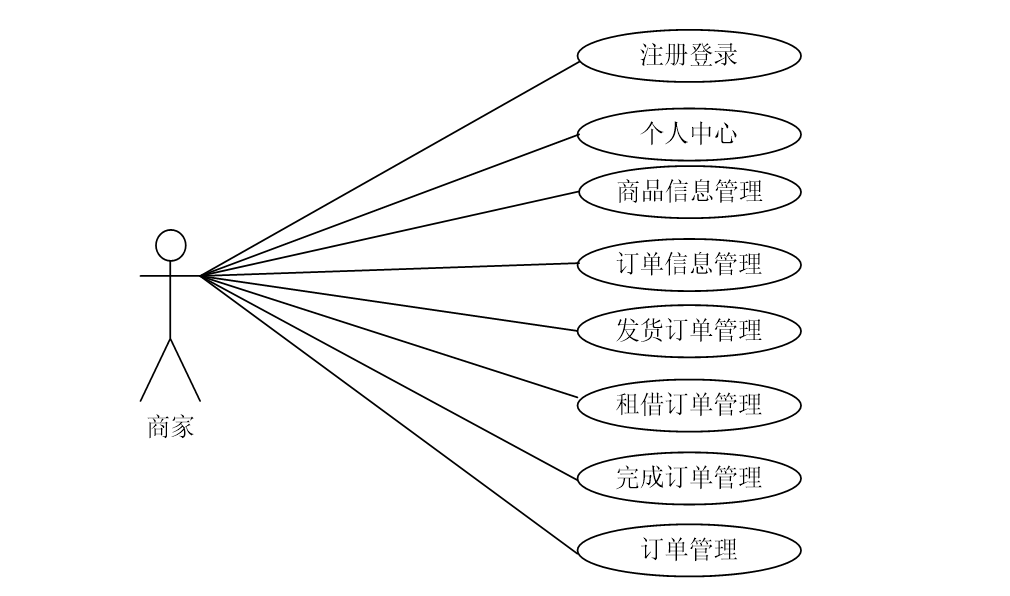 注册登录
个人中心
商品信息管理
订单信息管理
发货订单管理
租借订单管理
商家
完成订单管理
订单管理